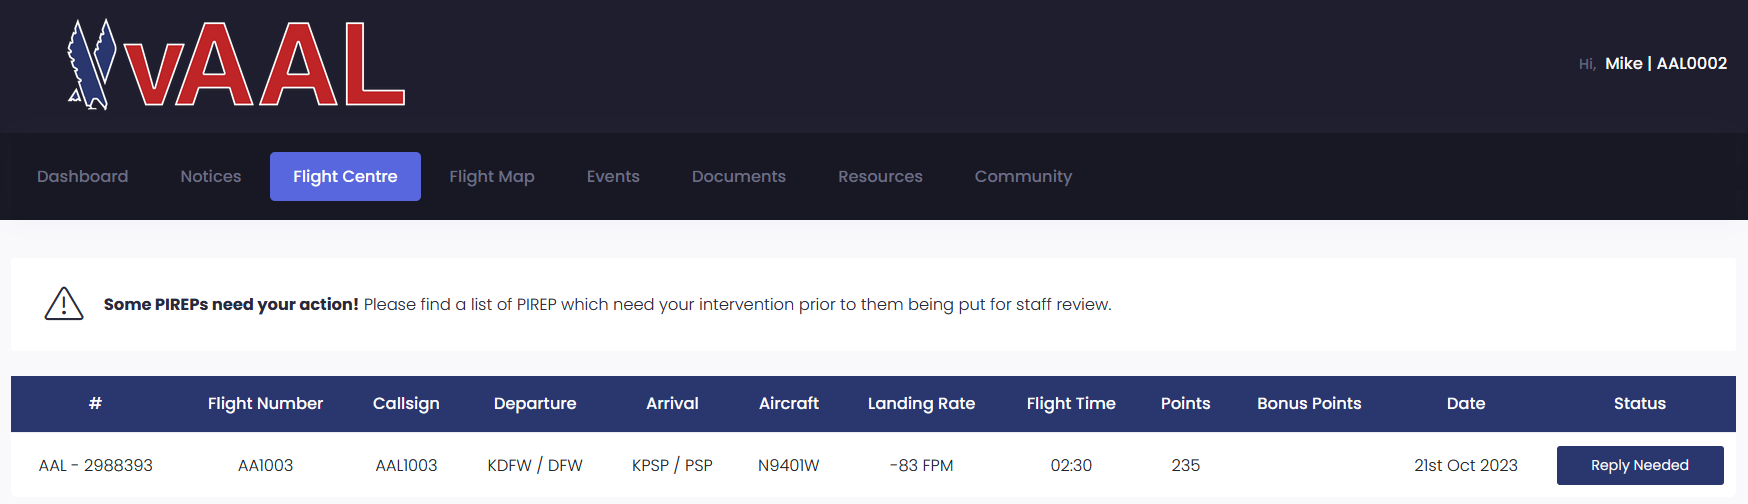 vAAL
Hi, Mike | AAL0002
Dashboard Notices Flight Centre Flight Map Events Documents Resources Community
Some PIREPs need your action! Please find a list of PIREP which need your intervention prior to them being put for staff review.
# Flight Number Callsign Departure Arrival Aircraft Landing Rate Flight Time Points Bonus Points Date Status
AAL - 2988393 AA1003 AAL1003 KDFW / DFW KPSP / PSP N9401W -83 FPM 02:30 235 21st Oct 2023 Reply Needed